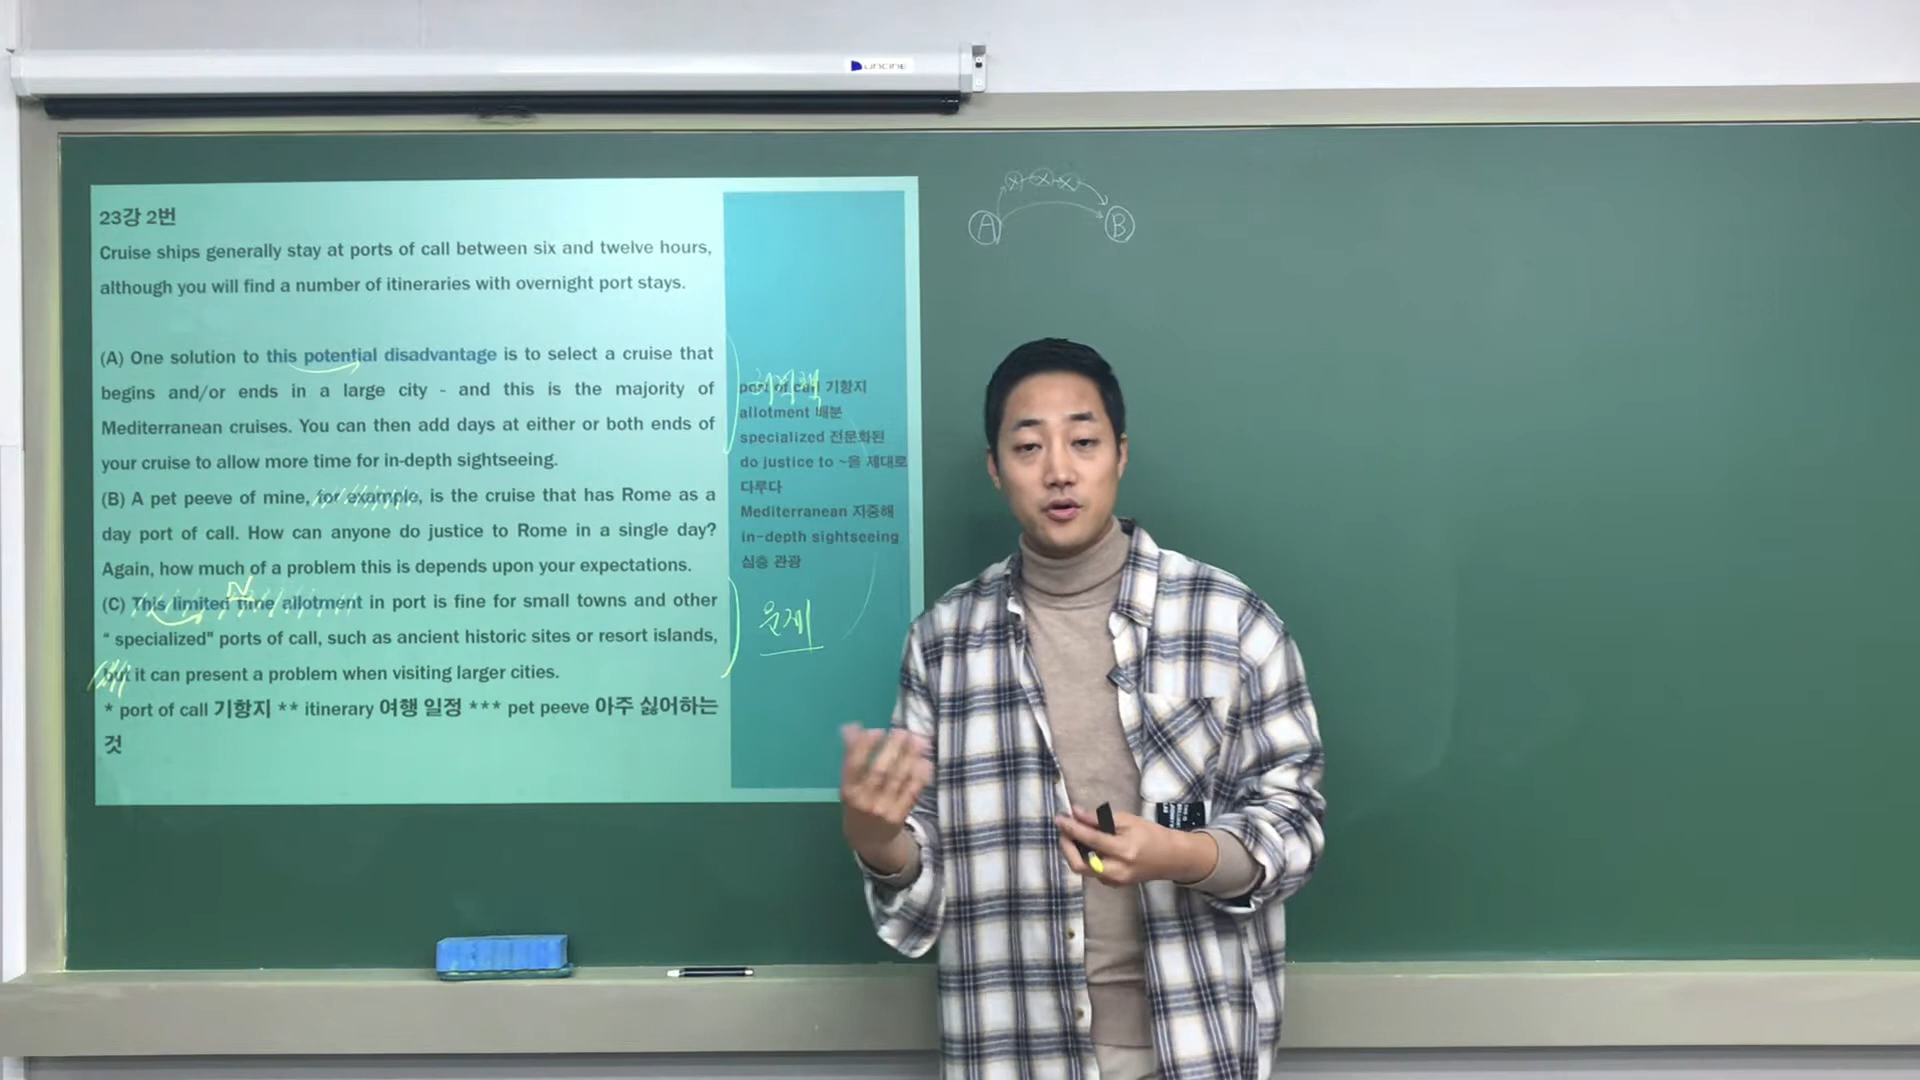 UNCINE
23강 2번
Cruise ships generally stay at ports of call between six and twelve hours,
although you will find a number of itineraries with overnight port stays.
(A) One solution to this potential disadvantage is to select a cruise that
begins and/or ends in a large city - and this is the majority of
Mediterranean cruises. You can then add days at either or both ends of
your cruise to allow more time for in-depth sightseeing.
(B) A pet peeve of mine, for example, is the cruise that has Rome as a
day port of call. How can anyone do justice to Rome in a single day?
Again, how much of a problem this is depends upon your expectations.
(C) This limited time allotment in port is fine for small towns and other
“ specialized" ports of call, such as ancient historic sites or resort islands,
but it can present a problem when visiting larger cities.
* port of call 기항지 ** itinerary 여행 일정 *** pet peeve 아주 싫어하는
것
port of call 기항지
allotment 배분
specialized 전문화된
do justice to ~을 제대로
다루다
Mediterranean 지중해
in-depth sightseeing
심층 관광
해결책
N
문제
A
B